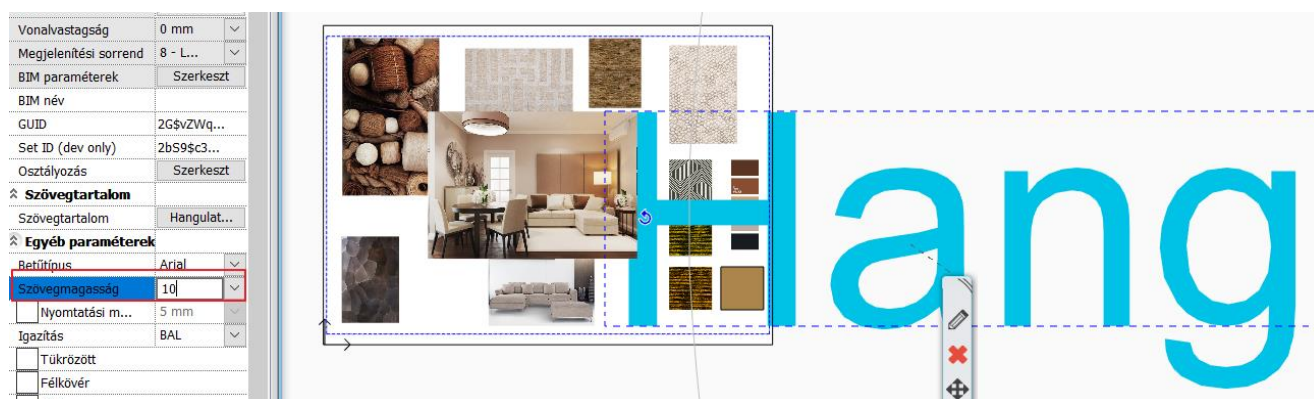 Vonalvastagság 0 mm
Megjelenítési sorrend 8 - L...
BIM paraméterek Szerkeszt
BIM név
GUID 2G$vZWq...
Set ID (dev only) 2bS9$c3...
Osztályozás Szerkeszt
Szövegtartalom
Szövegtartalom Hangulat...
Egyéb paraméterek
Betűtípus Arial
Szövegmagasság 10
Nyomtatási m... 5 mm
Igazítás BAL
Tükrözött
Félkövér
Hang